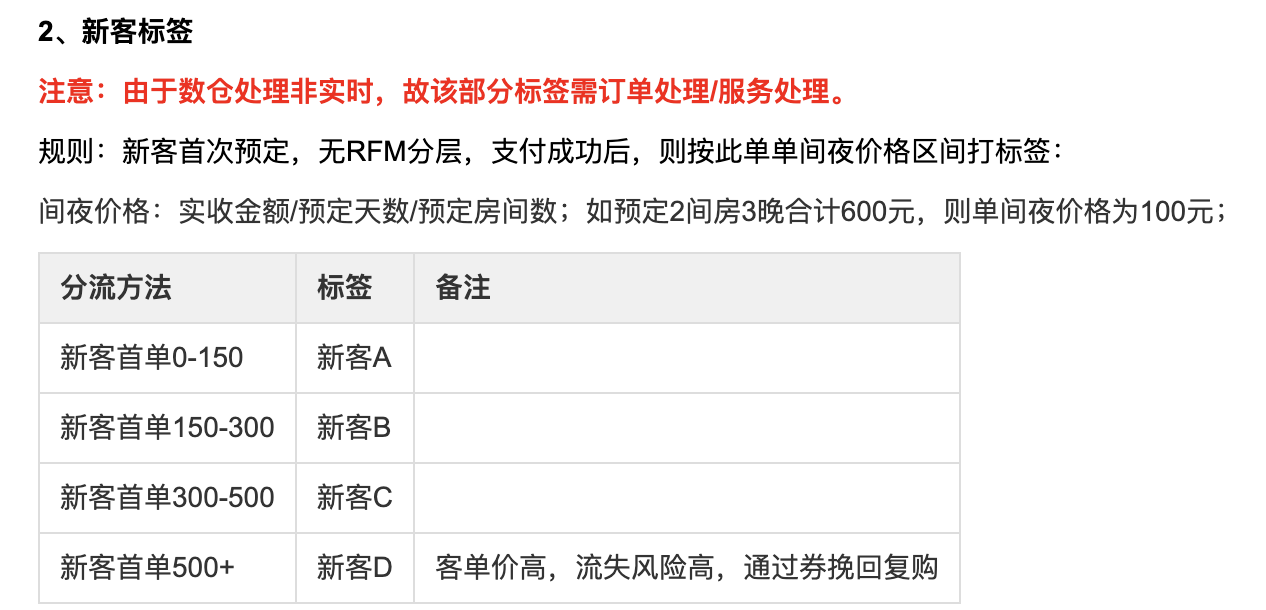 2、新客标签
注意：由于数仓处理非实时，故该部分标签需订单处理/服务处理。
规则：新客首次预定，无RFM分层，支付成功后，则按此单单间夜价格区间打标签：
间夜价格：实收金额/预定天数/预定房间数；如预定2间房3晚合计600元，则单间夜价格为100元；
分流方法 标签 备注
新客首单0-150 新客A
新客首单150-300 新客B
新客首单300-500 新客C
新客首单500+ 新客D 客单价高，流失风险高，通过券挽回复购